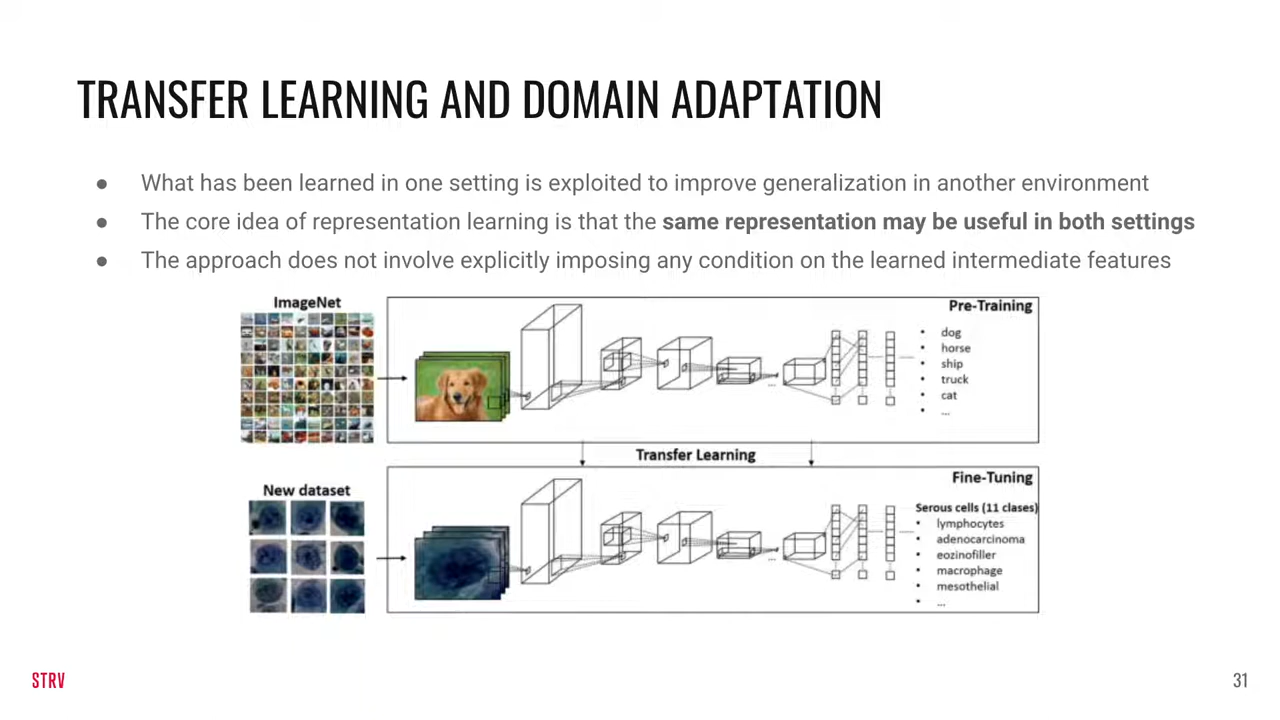 TRANSFER LEARNING AND DOMAIN ADAPTATION
● What has been learned in one setting is exploited to improve generalization in another environment
● The core idea of representation learning is that the same representation may be useful in both settings
● The approach does not involve explicitly imposing any condition on the learned intermediate features
ImageNet
Pre-Training
• dog
• horse
• ship
• truck
• cat
• ...
...
Transfer Learning
New dataset
Fine-Tuning
Serous cells (11 clases)
• lymphocytes
• adenocarcinoma
• eozinofiller
• macrophage
• mesothelial
• ...
...
STRV
31